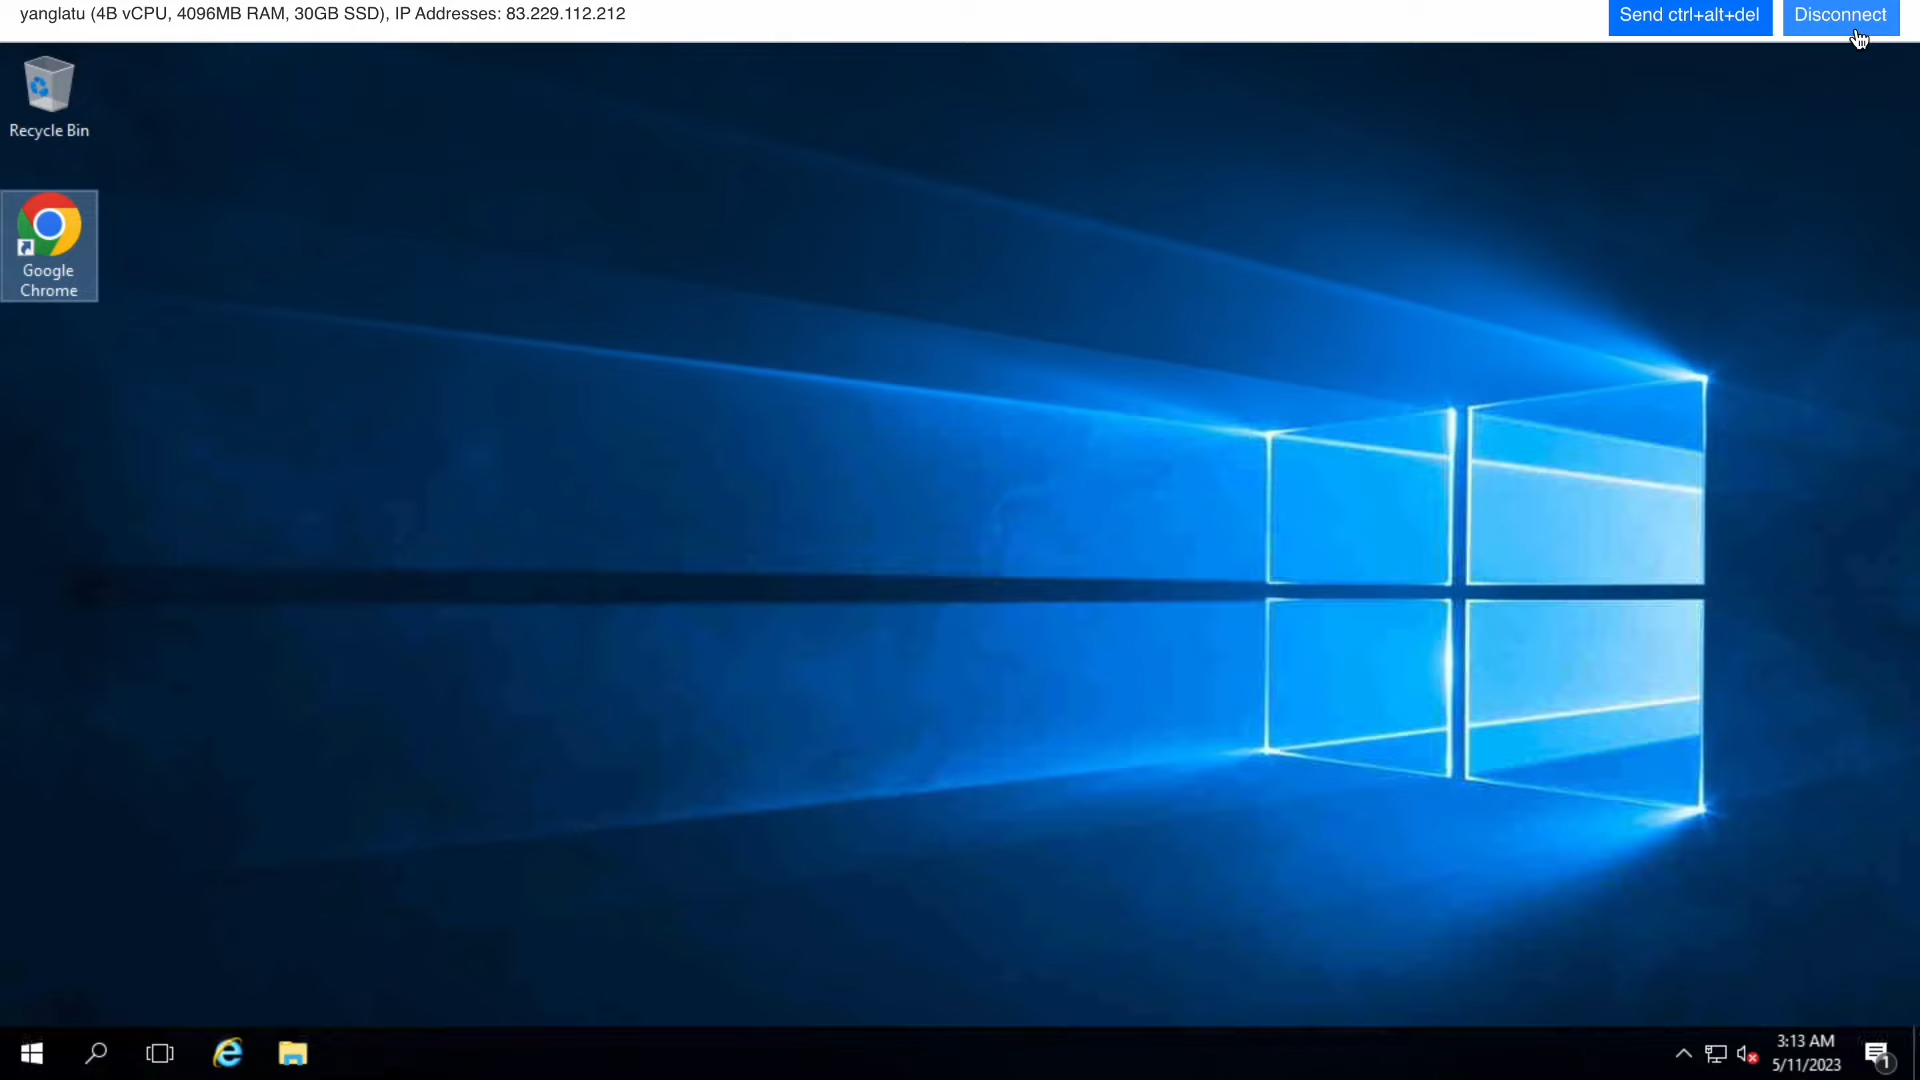 yanglatu (4B vCPU, 4096MB RAM, 30GB SSD), IP Addresses: 83.229.112.212
Send ctrl+alt+del
Disconnect
Recycle Bin
Google
Chrome
3:13 AM
5/11/2023
1